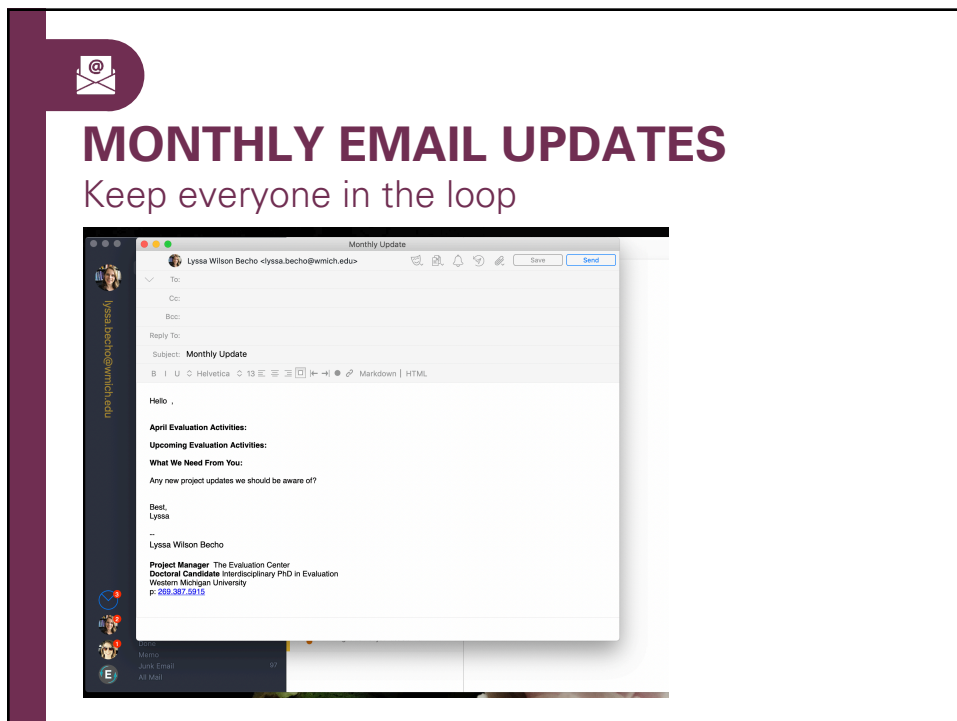 @
MONTHLY EMAIL UPDATES
Keep everyone in the loop
Monthly Update
Lyssa Wilson Becho <lyssa.becho@wmich.edu>
Save
Send
To:
Cc:
Bcc:
Reply To:
Subject: Monthly Update
B I U Helvetica 13 Markdown | HTML
lyssa.becho@wmich.edu
Hello ,
April Evaluation Activities:
Upcoming Evaluation Activities:
What We Need From You:
Any new project updates we should be aware of?
Best,
Lyssa
--
Lyssa Wilson Becho
Project Manager The Evaluation Center
Doctoral Candidate Interdisciplinary PhD in Evaluation
Western Michigan University
p: 269.387.5915
3
2
1
E
Done
Memo
Junk Email
All Mail